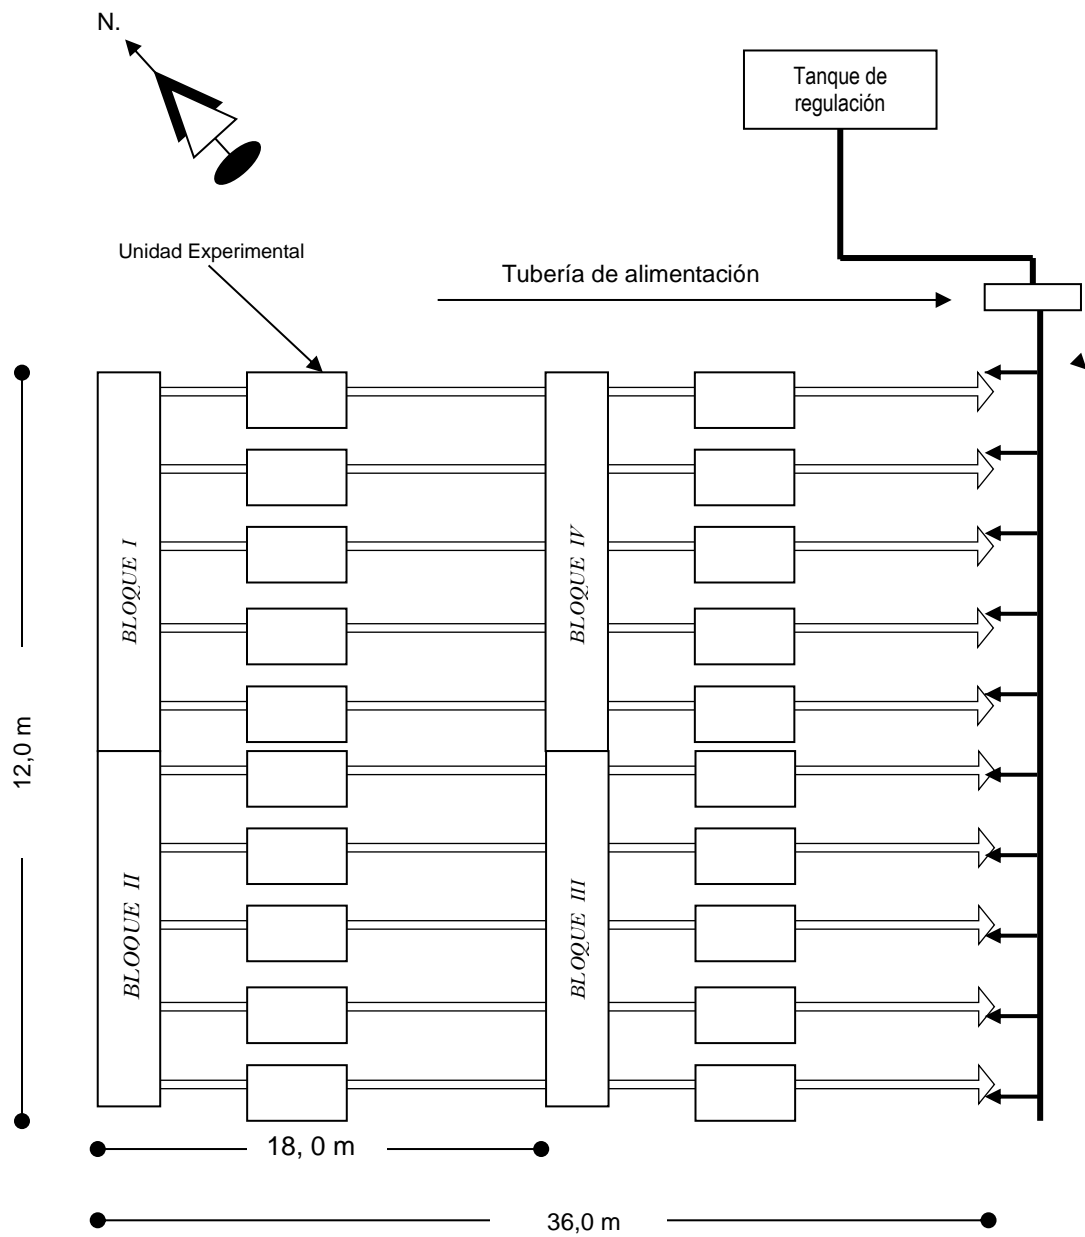 N.
Tanque de
regulación
Unidad Experimental
Tubería de alimentación
BLOQUE I
BLOQUE IV
12,0 m
BLOQUE II
BLOQUE III
18, 0 m
36,0 m